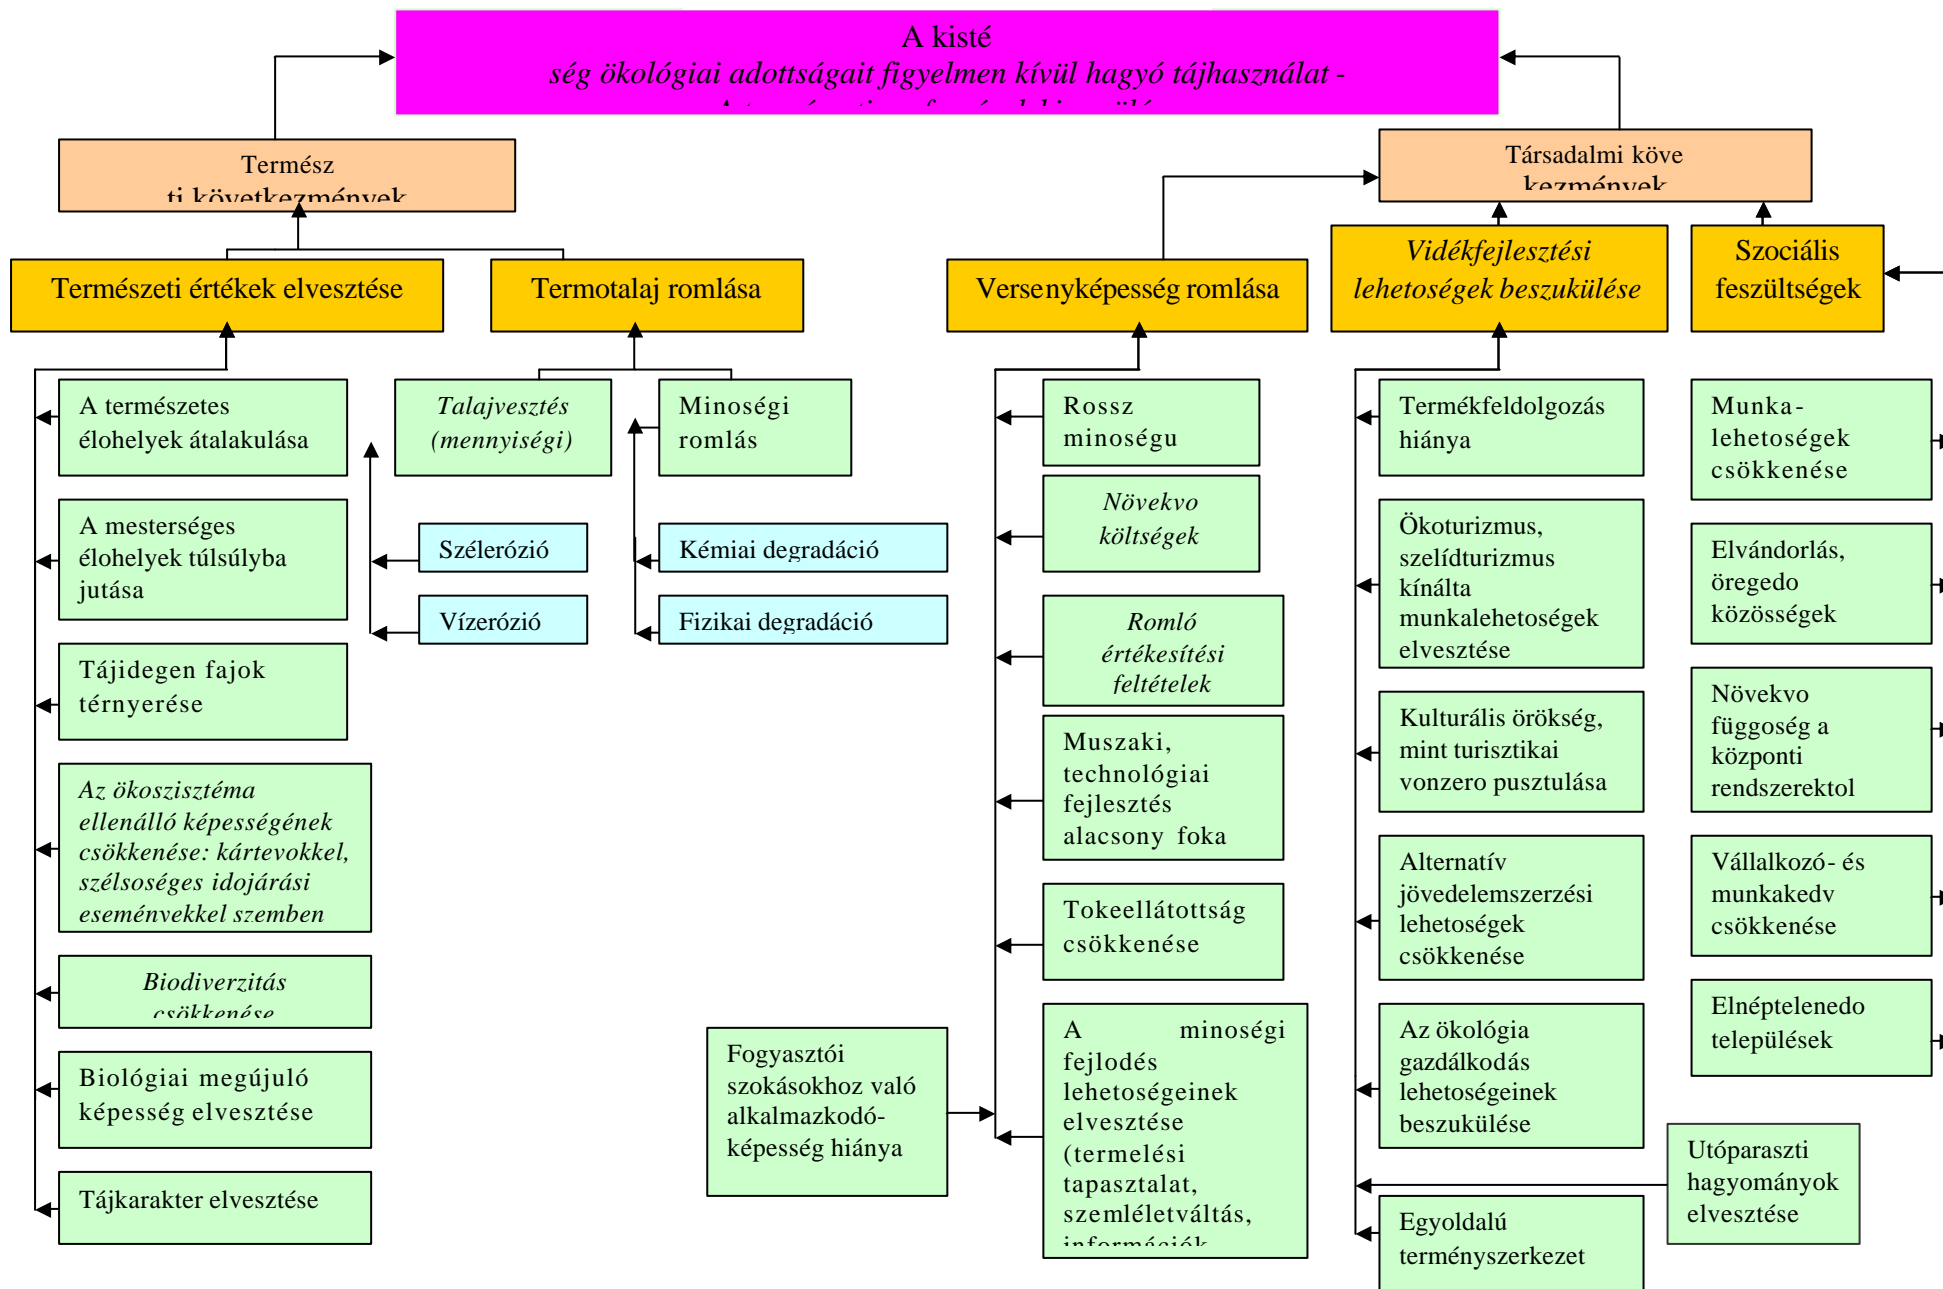 A kisté
ség ökológiai adottságait figyelmen kívül hagyó tájhasználat -
Termész
ti következmények
Társadalmi köve
kezmények
Természeti értékek elvesztése
Termotalaj romlása
Versenyképesség romlása
Vidékfejlesztési
lehetoségek beszukülése
Szociális
feszültségek
A természetes
élohelyek átalakulása
A mesterséges
élohelyek túlsúlyba
jutása
Tájidegen fajok
térnyerése
Az ökoszisztéma
ellenálló képességének
csökkenése: kártevokkel,
szélsoséges idojárási
eseményekkel szemben
Biodiverzitás
csökkenése
Biológiai megújuló
képesség elvesztése
Tájkarakter elvesztése
Talajvesztés
(mennyiségi)
Minoségi
romlás
Szélerózió
Vízerózió
Kémiai degradáció
Fizikai degradáció
Rossz
minoségu
Növekvo
költségek
Romló
értékesítési
feltételek
Muszaki,
technológiai
fejlesztés
alacsony foka
Tokeellátottság
csökkenése
Fogyasztói
szokásokhoz való
alkalmazkodó-
képesség hiánya
A minoségi
fejlodés
lehetoségeinek
elvesztése
(termelési
tapasztalat,
szemléletváltás,
információk
Termékfeldolgozás
hiánya
Ökoturizmus,
szelídturizmus
kínálta
munkalehetoségek
elvesztése
Kulturális örökség,
mint turisztikai
vonzero pusztulása
Alternatív
jövedelemszerzési
lehetoségek
csökkenése
Az ökológia
gazdálkodás
lehetoségeinek
beszukülése
Utóparaszti
hagyományok
elvesztése
Egyoldalú
terményszerkezet
Munka-
lehetoségek
csökkenése
Elvándorlás,
öregedo
közösségek
Növekvo
függoség a
központi
rendszerektol
Vállalkozó- és
munkakedv
csökkenése
Elnéptelenedo
települések